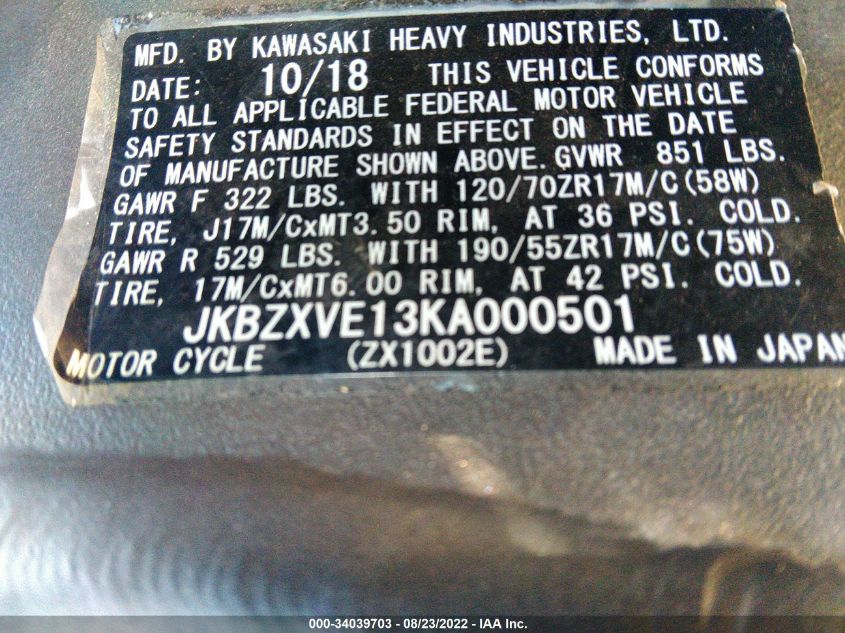 MFD. BY KAWASAKI HEAVY INDUSTRIES, LTD.
DATE: 10/18 THIS VEHICLE CONFORMS
TO ALL APPLICABLE FEDERAL MOTOR VEHICLE
SAFETY STANDARDS IN EFFECT ON THE DATE
OF MANUFACTURE SHOWN ABOVE. GVWR 851 LBS.
GAWR F 322 LBS. WITH 120/70ZR17M/C(58W)
TIRE, J17M/CxMT3.50 RIM, AT 36 PSI. COLD.
GAWR R 529 LBS. WITH 190/55ZR17M/C(75W)
TIRE, 17M/CxMT6.00 RIM, AT 42 PSI. COLD.
JKBZXVE13KA000501
MOTOR CYCLE (ZX1002E) MADE IN JAPAN
000-34039703 - 08/23/2022 - IAA Inc.